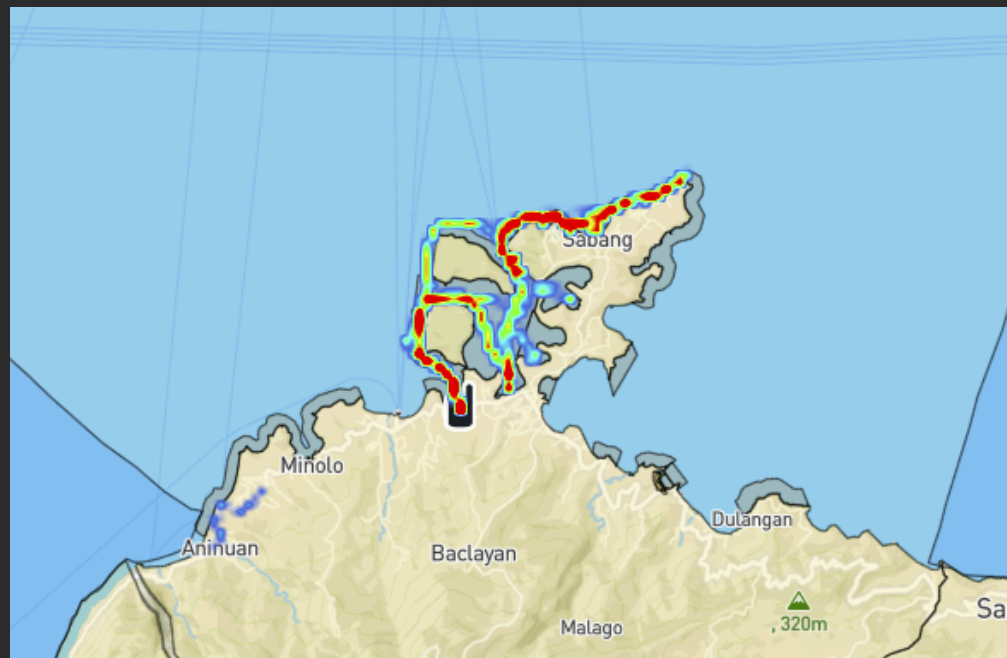 Sabang
Minolo
Dulangan
Aninuan
Baclayan
Sa
, 320m
Malago